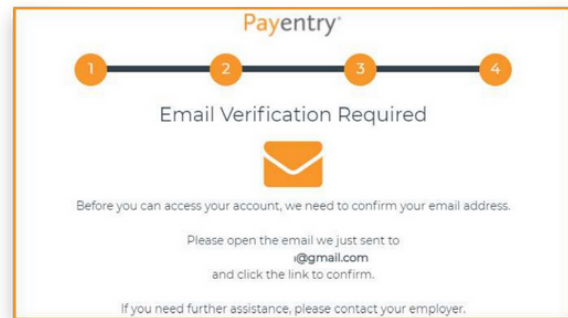 Payentry
1 2 3 4
Email Verification Required
Before you can access your account, we need to confirm your email address.
Please open the email we just sent to
@gmail.com
and click the link to confirm.
If you need further assistance, please contact your employer.